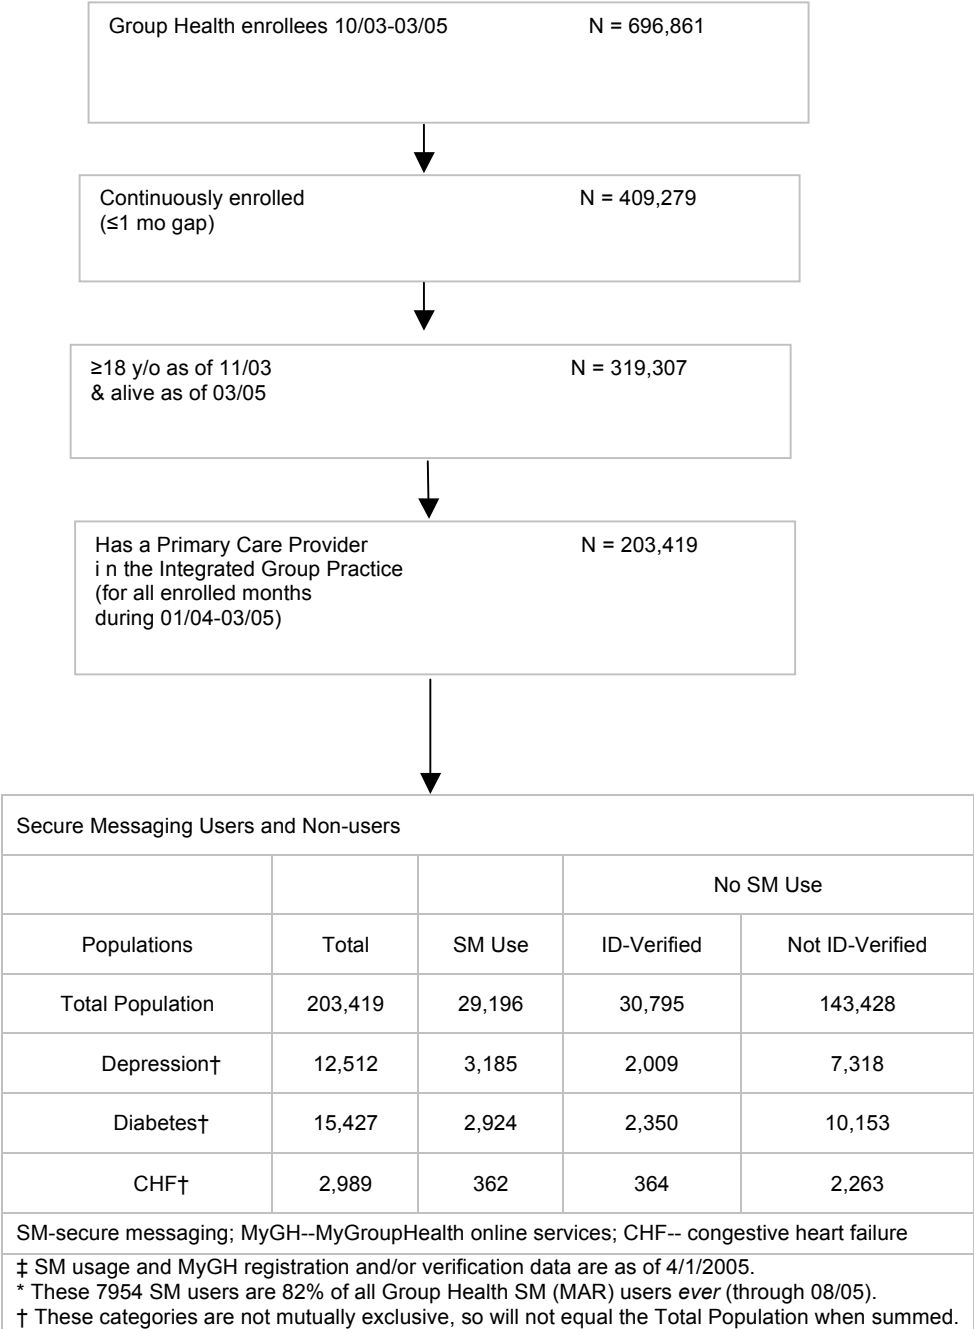 Group Health enrollees 10/03-03/05 N = 696,861
Continuously enrolled N = 409,279
(≤1 mo gap)
≥18 y/o as of 11/03 N = 319,307
& alive as of 03/05
Has a Primary Care Provider N = 203,419
i n the Integrated Group Practice
(for all enrolled months
during 01/04-03/05)
Secure Messaging Users and Non-users
No SM Use
Populations Total SM Use ID-Verified Not ID-Verified
Total Population 203,419 29,196 30,795 143,428
Depression† 12,512 3,185 2,009 7,318
Diabetes† 15,427 2,924 2,350 10,153
CHF† 2,989 362 364 2,263
SM-secure messaging; MyGH--MyGroupHealth online services; CHF-- congestive heart failure
‡ SM usage and MyGH registration and/or verification data are as of 4/1/2005.
* These 7954 SM users are 82% of all Group Health SM (MAR) users ever (through 08/05).
† These categories are not mutually exclusive, so will not equal the Total Population when summed.